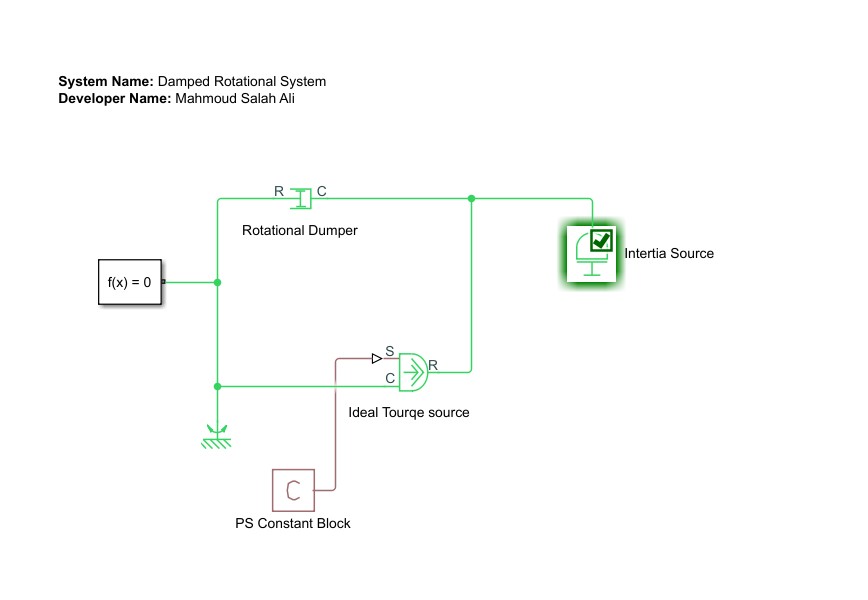 System Name: Damped Rotational System
Developer Name: Mahmoud Salah Ali
R C
Rotational Dumper
Intertia Source
f(x) = 0
S
R
C
Ideal Tourqe source
C
PS Constant Block